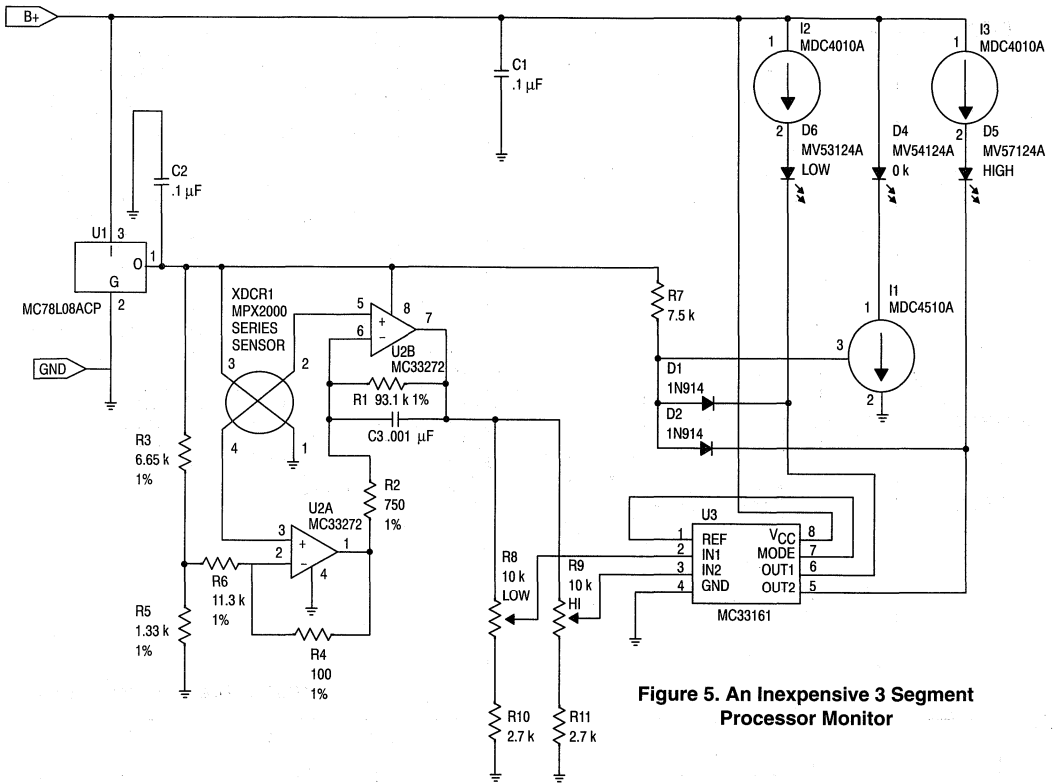 B+
I2
MDC4010A
1
2
I3
MDC4010A
1
2
C1
.1 µF
D6
MV53124A
LOW
D4
MV54124A
0 k
D5
MV57124A
HIGH
C2
.1 µF
U1
3
I
O
1
G
2
MC78L08ACP
GND
XDCR1
MPX2000
SERIES
SENSOR
3
2
4
1
5
+
6
−
8
7
U2B
MC33272
R1 93.1 k 1%
C3 .001 µF
R7
7.5 k
I1
MDC4510A
1
3
2
D1
1N914
D2
1N914
R3
6.65 k
1%
R2
750
1%
U2A
MC33272
3
+
2
−
1
4
R6
11.3 k
1%
R5
1.33 k
1%
R4
100
1%
R8
10 k
LOW
R9
10 k
HI
R10
2.7 k
R11
2.7 k
U3
1 REF VCC 8
2 IN1 MODE 7
3 IN2 OUT1 6
4 GND OUT2 5
MC33161
Figure 5. An Inexpensive 3 Segment
Processor Monitor